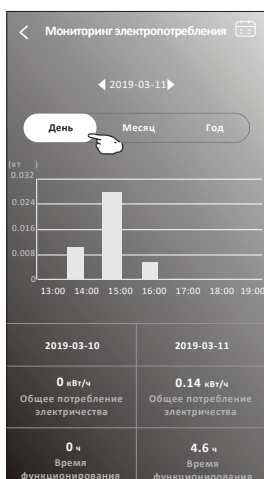 Мониторинг электропотребления
2019-03-11
День Месяц Год
(кт )
0.032
0.024
0.016
0.008
0
13:00 14:00 15:00 16:00 17:00 18:00 19:00
2019-03-10 2019-03-11
0 кВт/ч 0.14 кВт/ч
Общее потребление Общее потребление
электричества электричества
0 ч 4.6 ч
Время Время
функционирования функционирования